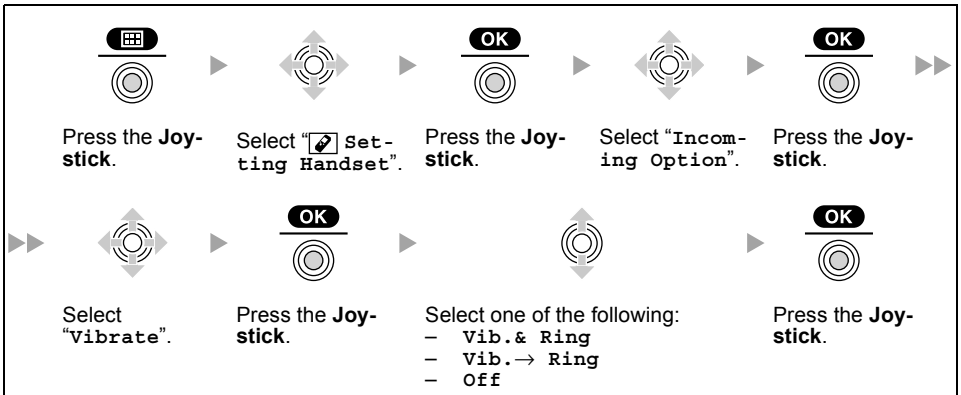 OK
OK
Press the Joy-
stick.
Select “ Set-
ting Handset”.
Press the Joy-
stick.
Select “Incom-
ing Option”.
Press the Joy-
stick.
OK
OK
Select
“Vibrate”.
Press the Joy-
stick.
Select one of the following:
– Vib.& Ring
– Vib.→ Ring
– Off
Press the Joy-
stick.